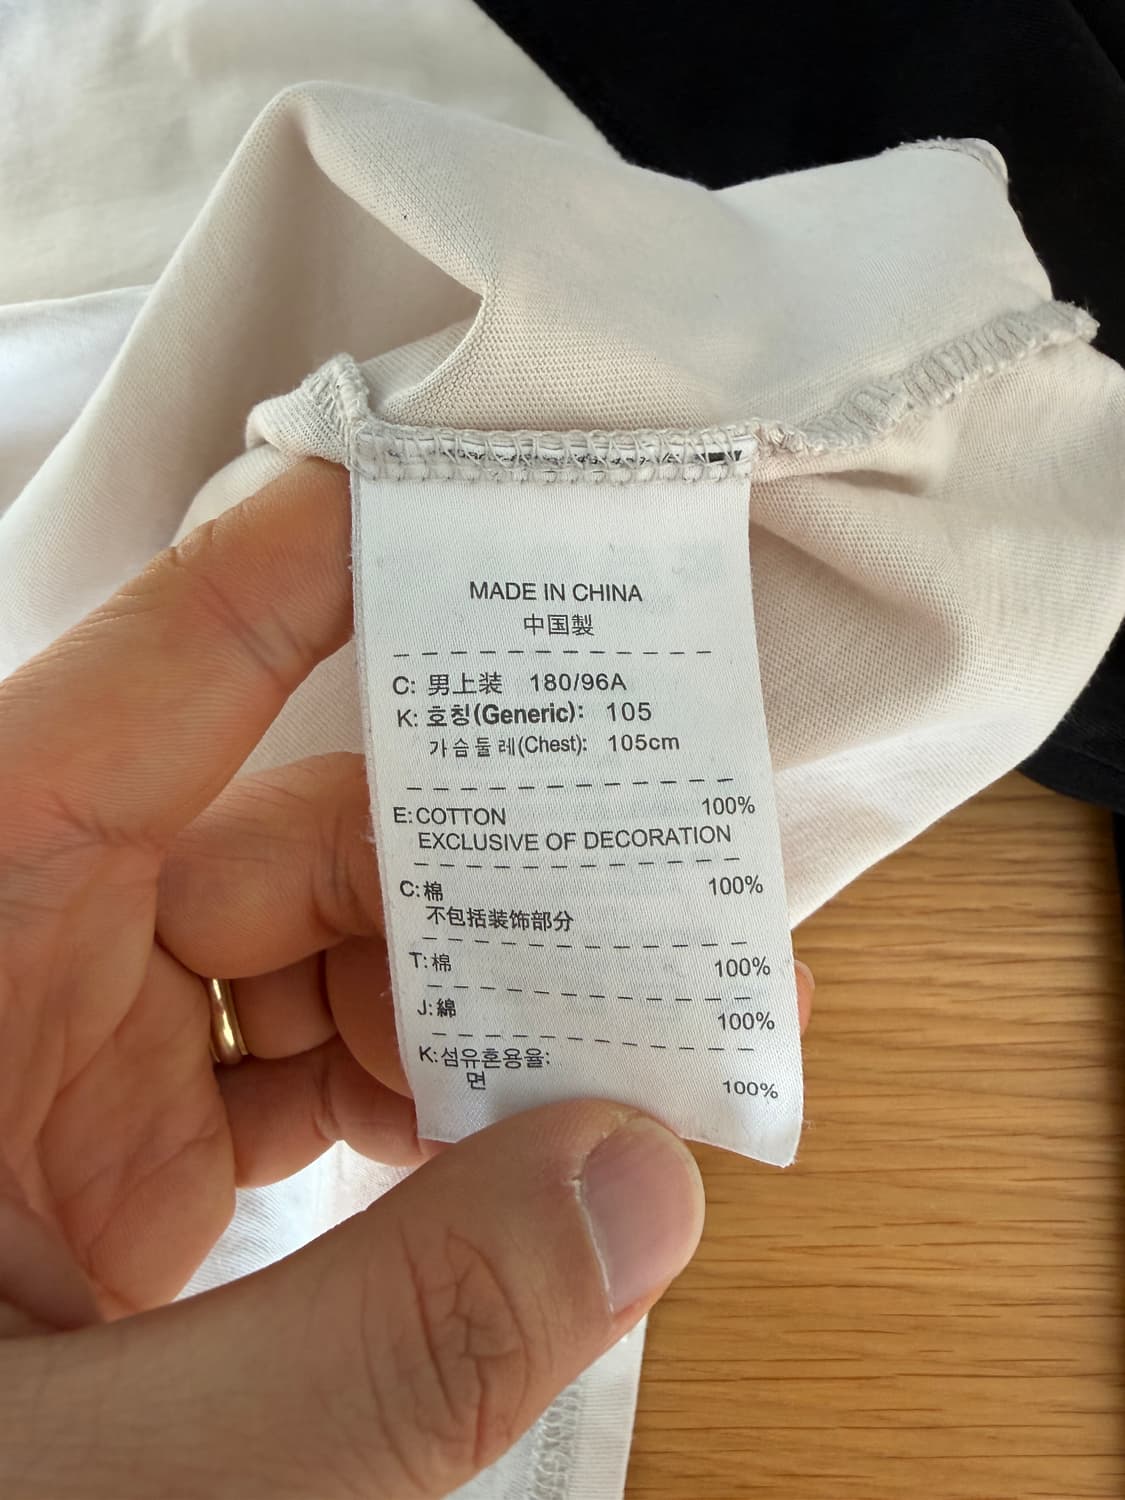 MADE IN CHINA
中国製
C: 男上装 180/96A
K: 호칭(Generic): 105
가슴둘레(Chest): 105cm
E: COTTON 100%
EXCLUSIVE OF DECORATION
C: 棉 100%
不包括装饰部分
T: 棉 100%
J: 綿 100%
K: 섬유혼용율:
면 100%